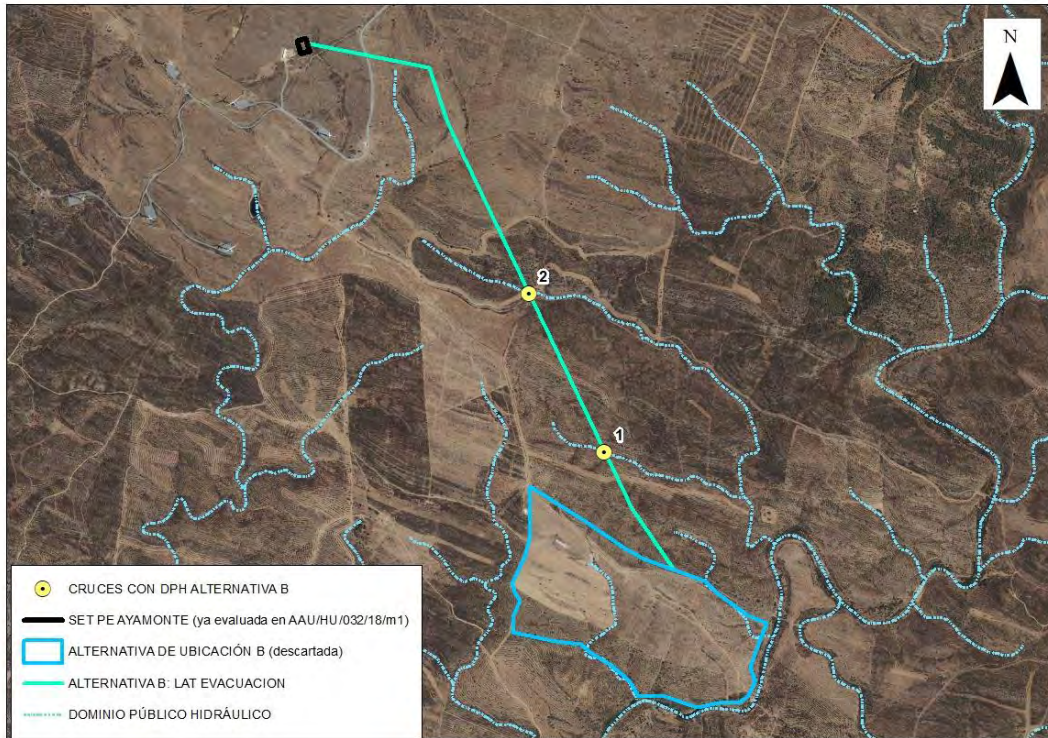 N
2
1
CRUCES CON DPH ALTERNATIVA B
SET PE AYAMONTE (ya evaluada en AAU/HU/032/18/m1)
ALTERNATIVA DE UBICACIÓN B (descartada)
ALTERNATIVA B: LAT EVACUACION
DOMINIO PÚBLICO HIDRÁULICO